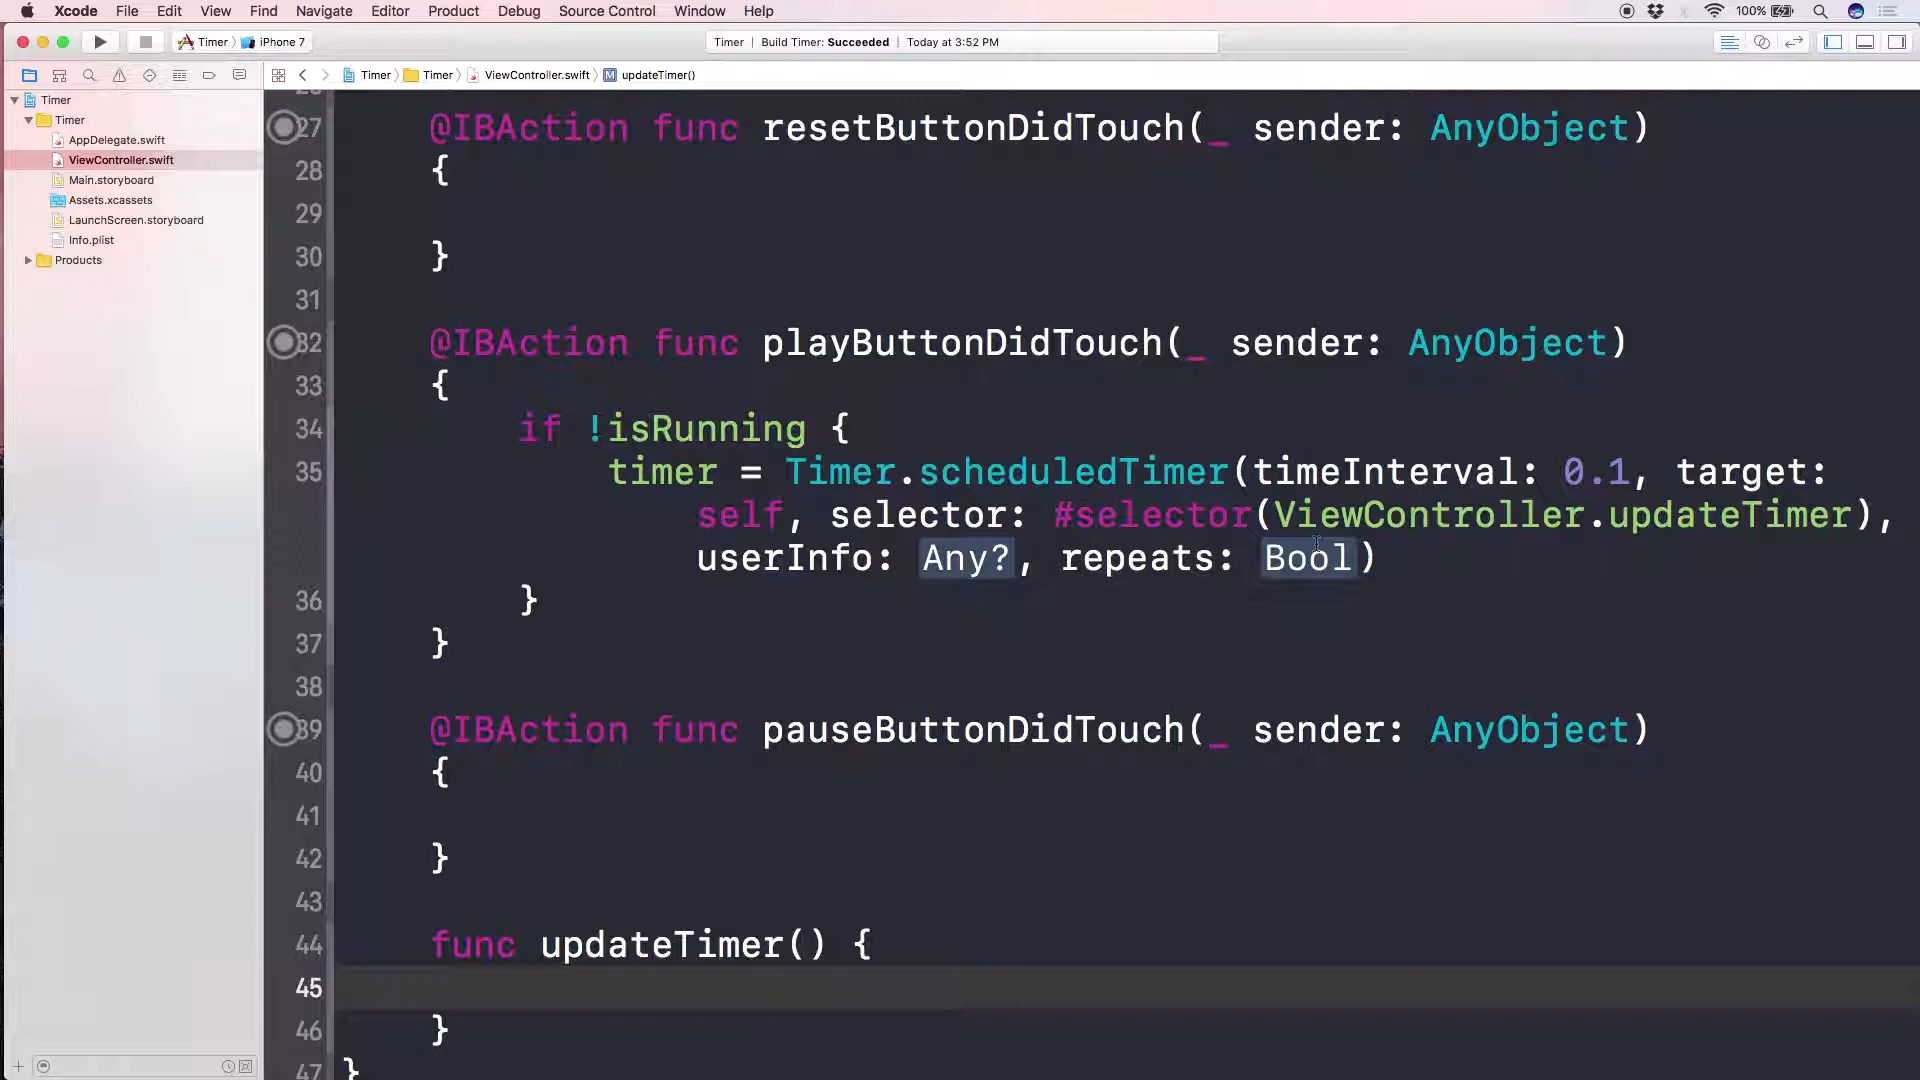 Xcode File Edit View Find Navigate Editor Product Debug Source Control Window Help 100%
Timer iPhone 7 Timer | Build Timer: Succeeded | Today at 3:52 PM
Timer Timer ViewController.swift M updateTimer()
Timer
Timer
AppDelegate.swift
ViewController.swift
Main.storyboard
Assets.xcassets
LaunchScreen.storyboard
Info.plist
Products
27 @IBAction func resetButtonDidTouch(_ sender: AnyObject)
28 {
29
30 }
31
32 @IBAction func playButtonDidTouch(_ sender: AnyObject)
33 {
34 if !isRunning {
35 timer = Timer.scheduledTimer(timeInterval: 0.1, target:
self, selector: #selector(ViewController.updateTimer),
userInfo: Any?, repeats: Bool)
36 }
37 }
38
39 @IBAction func pauseButtonDidTouch(_ sender: AnyObject)
40 {
41
42 }
43
44 func updateTimer() {
45
46 }
47 }